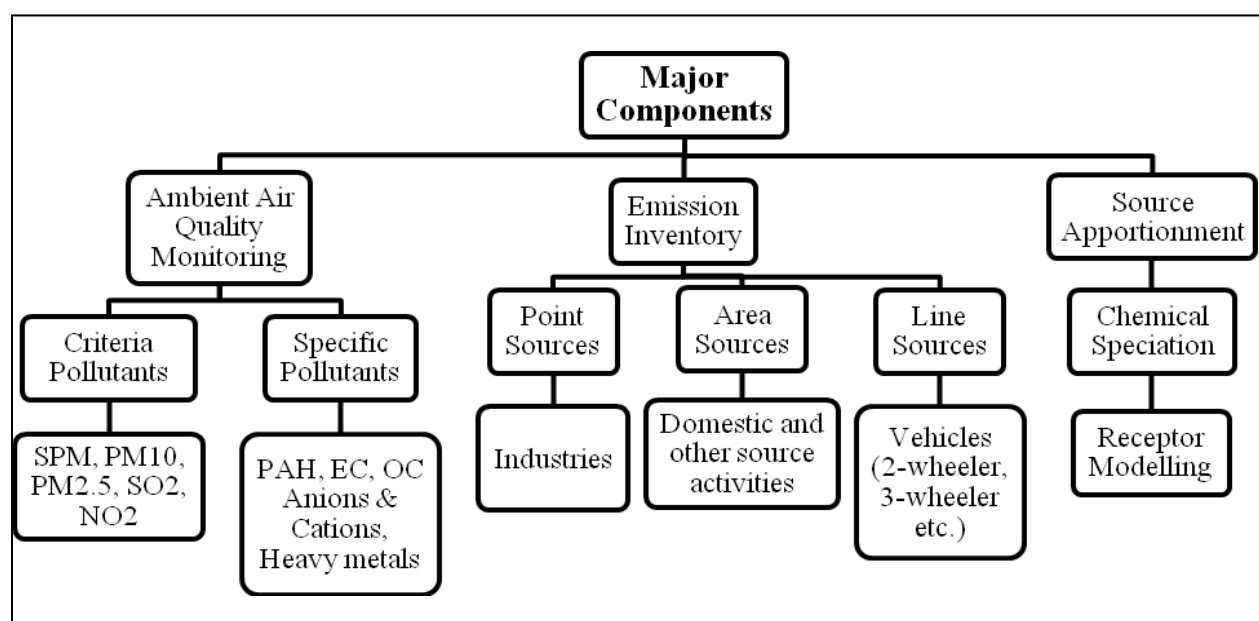 Major
Components
Ambient Air
Quality
Monitoring
Emission
Inventory
Source
Apportionment
Criteria
Pollutants
Specific
Pollutants
Point
Sources
Area
Sources
Line
Sources
Chemical
Speciation
SPM, PM10,
PM2.5, SO2,
NO2
PAH, EC, OC
Anions &
Cations,
Heavy metals
Industries
Domestic and
other source
activities
Vehicles
(2-wheeler,
3-wheeler
etc.)
Receptor
Modelling